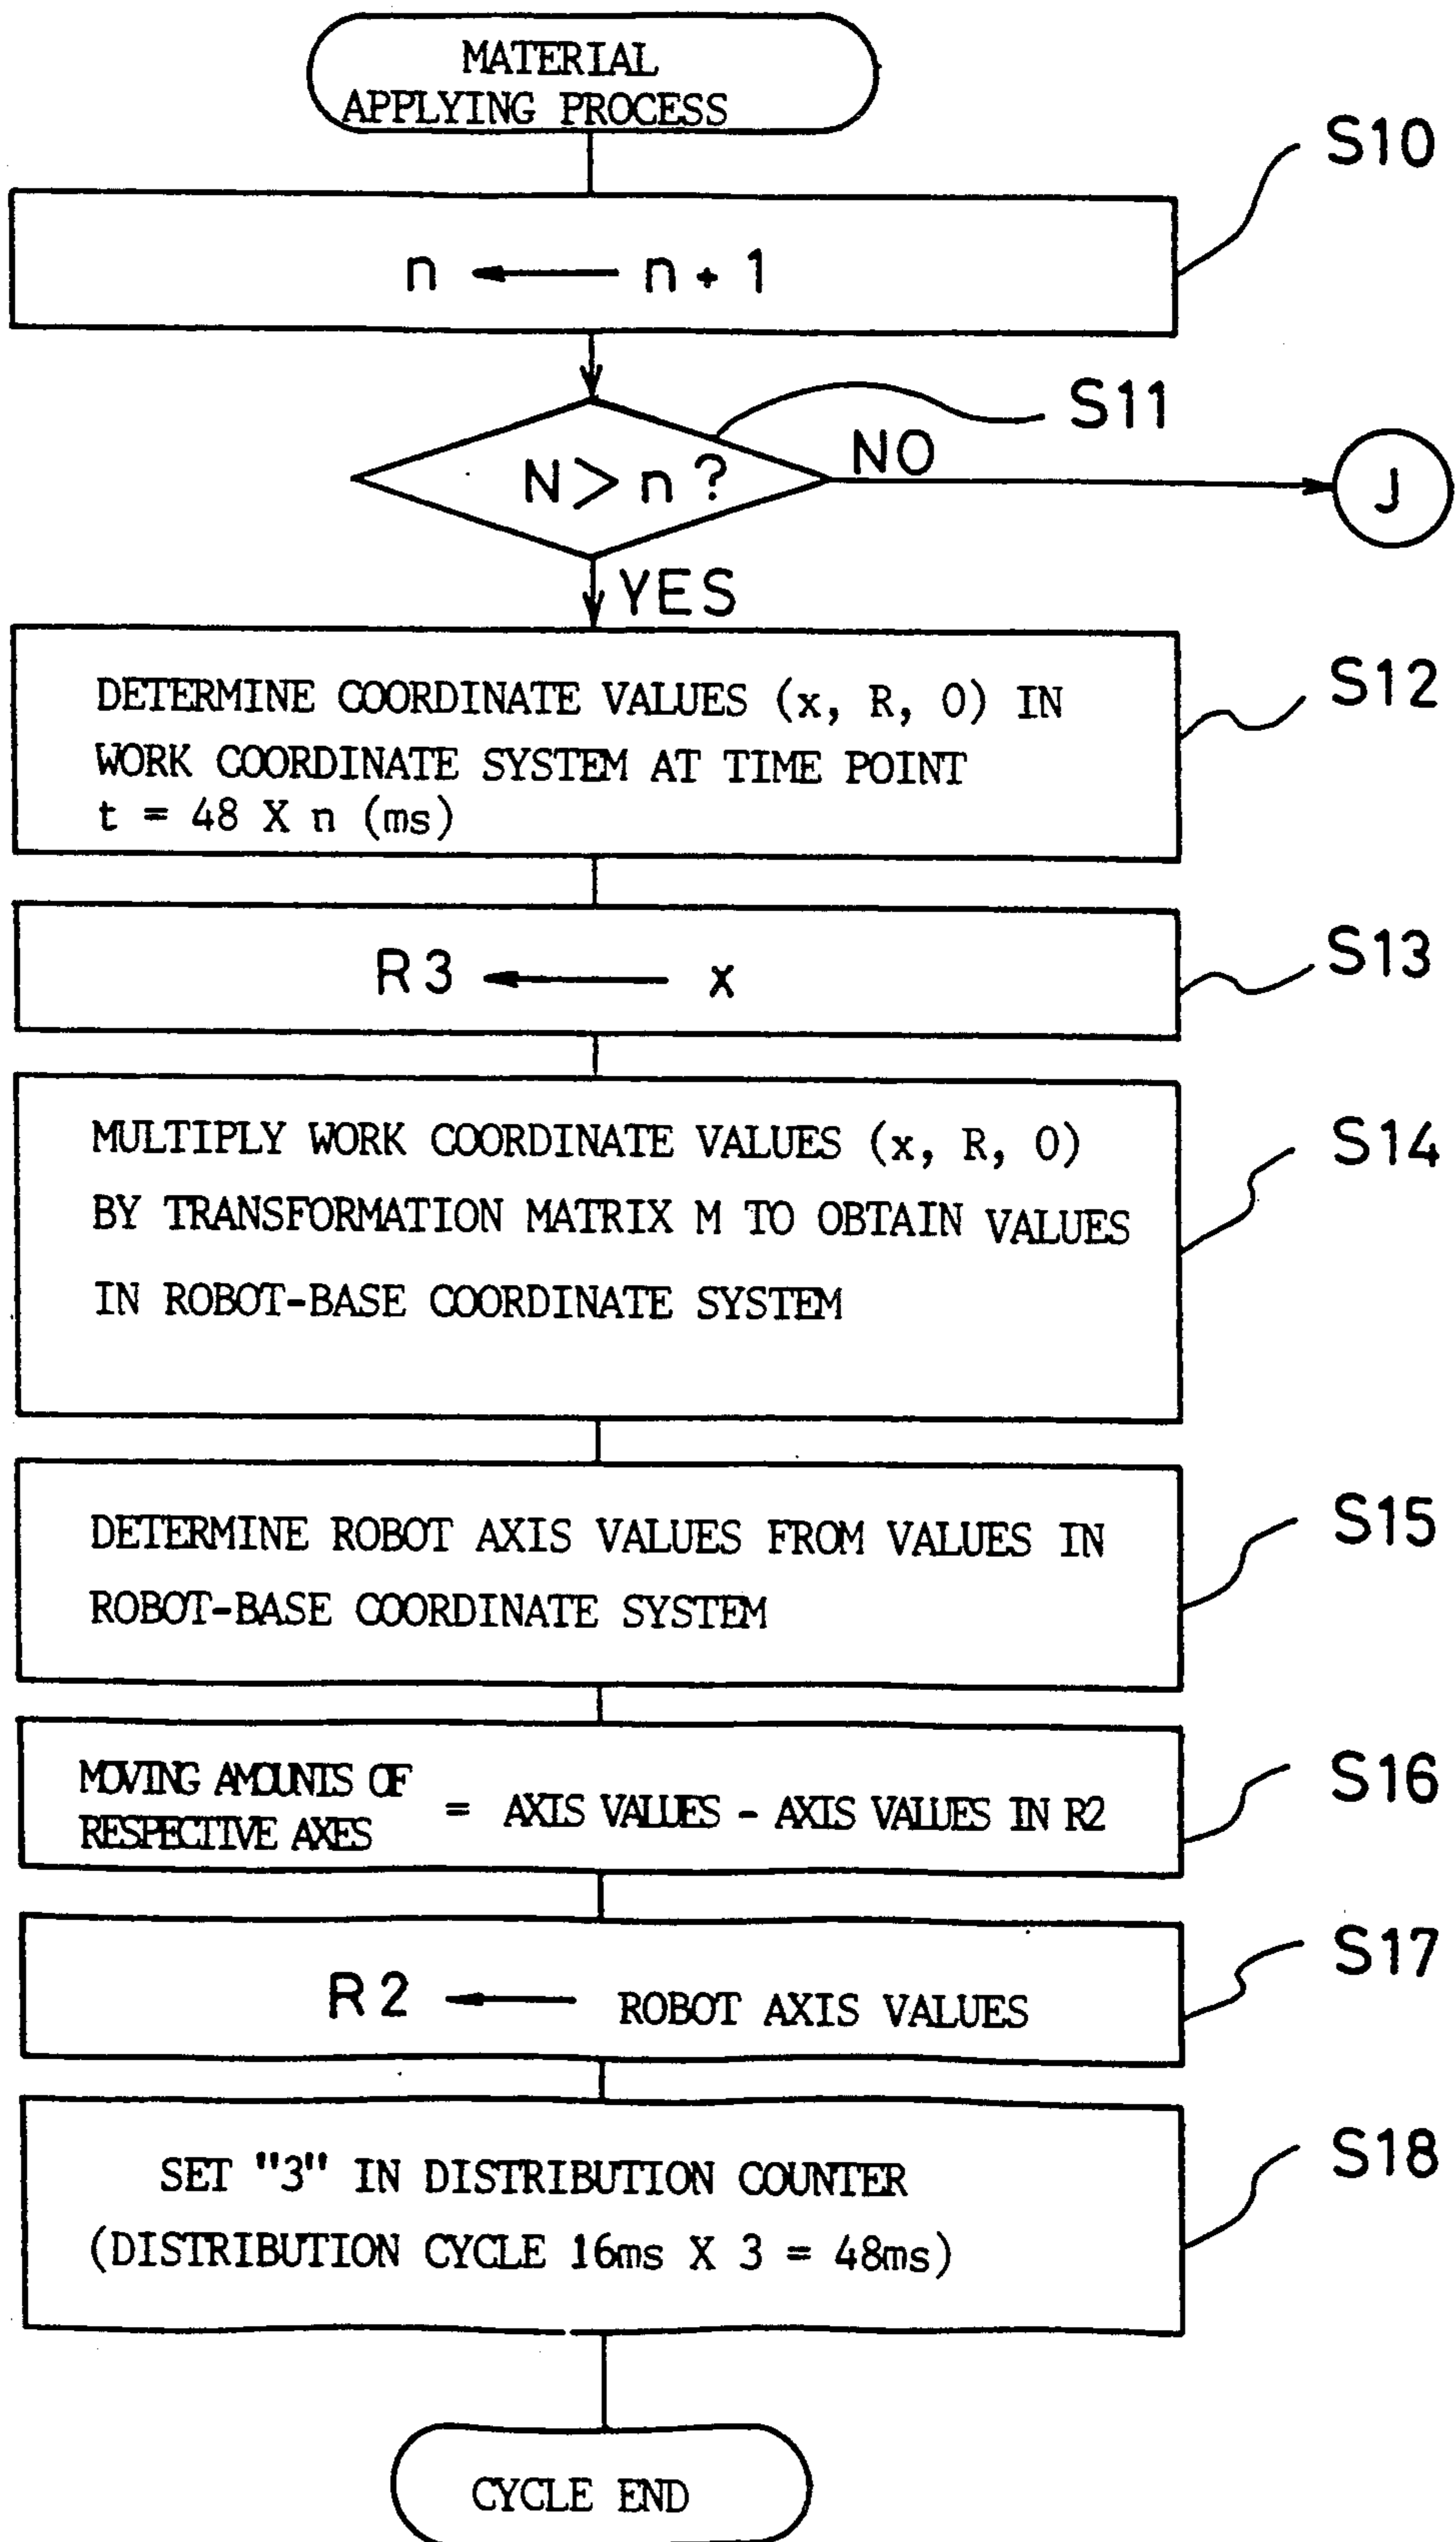 MATERIAL
APPLYING PROCESS
S10
n ← n + 1
S11
N > n ?
NO
J
YES
S12
DETERMINE COORDINATE VALUES (x, R, 0) IN
WORK COORDINATE SYSTEM AT TIME POINT
t = 48 X n (ms)
S13
R3 ← x
S14
MULTIPLY WORK COORDINATE VALUES (x, R, 0)
BY TRANSFORMATION MATRIX M TO OBTAIN VALUES
IN ROBOT-BASE COORDINATE SYSTEM
S15
DETERMINE ROBOT AXIS VALUES FROM VALUES IN
ROBOT-BASE COORDINATE SYSTEM
S16
MOVING AMOUNTS OF
RESPECTIVE AXES = AXIS VALUES - AXIS VALUES IN R2
S17
R2 ← ROBOT AXIS VALUES
S18
SET "3" IN DISTRIBUTION COUNTER
(DISTRIBUTION CYCLE 16ms X 3 = 48ms)
CYCLE END